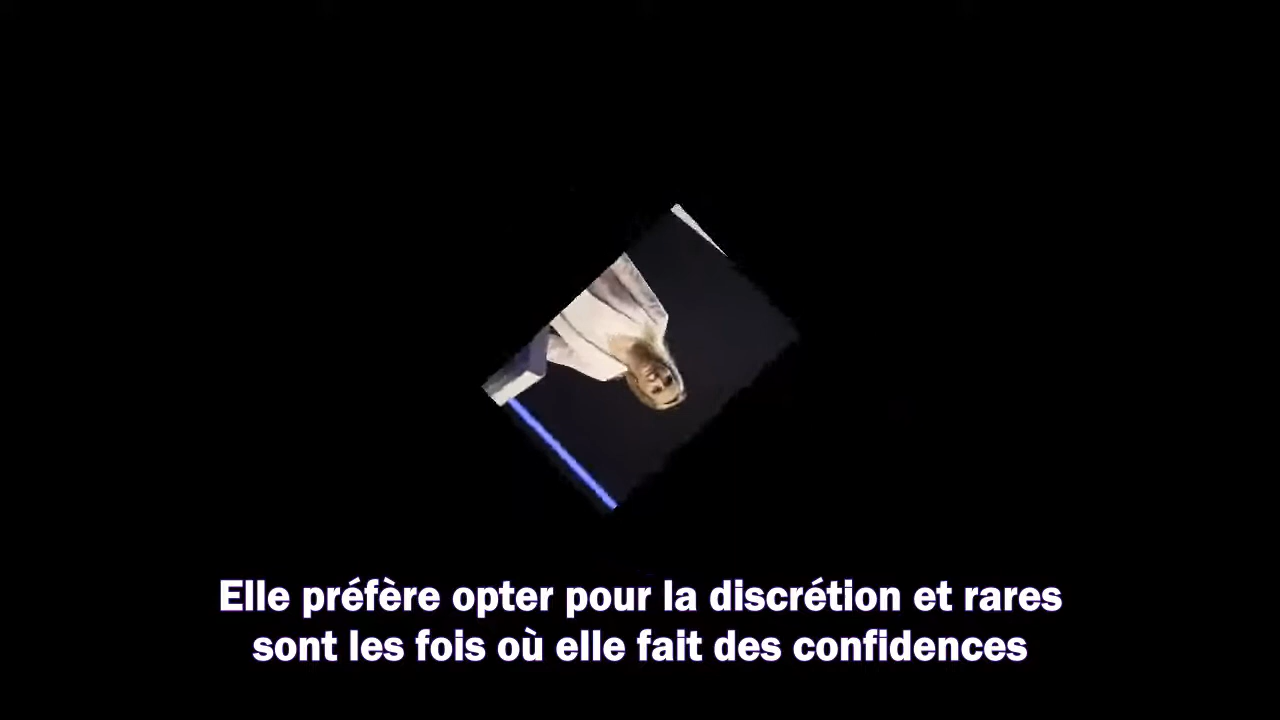 Elle préfère opter pour la discrétion et rares
sont les fois où elle fait des confidences